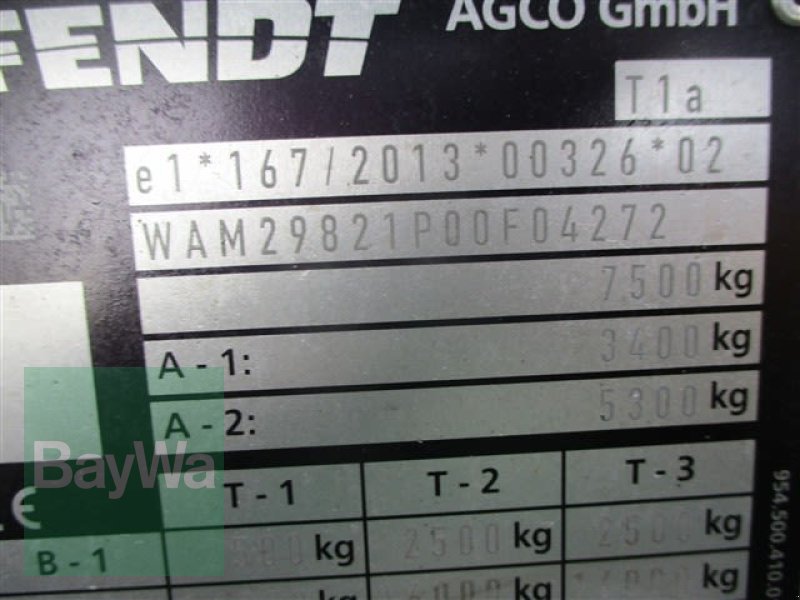 FENDT AGCO GmbH
T1a
e1*167/2013*00326*02
WAM29821P00F04272
7500 kg
A - 1: 3400 kg
A - 2: 5300 kg
BayWa
T - 1 T - 2 T - 3
B - 1 kg 2500 kg 2500 kg
kg kg kg
954.500.410.0